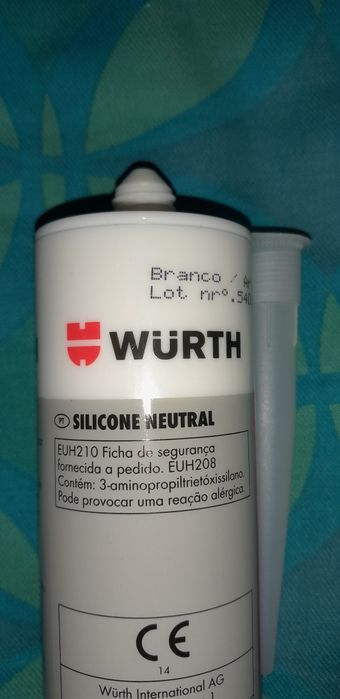 Branco /
Lot nrº.
WÜRTH
PT SILICONE NEUTRAL
EUH210 Ficha de segurança
fornecida a pedido. EUH208
Contém: 3-aminopropiltrietóxissilano.
Pode provocar uma reação alérgica.
CE
14
Würth International AG